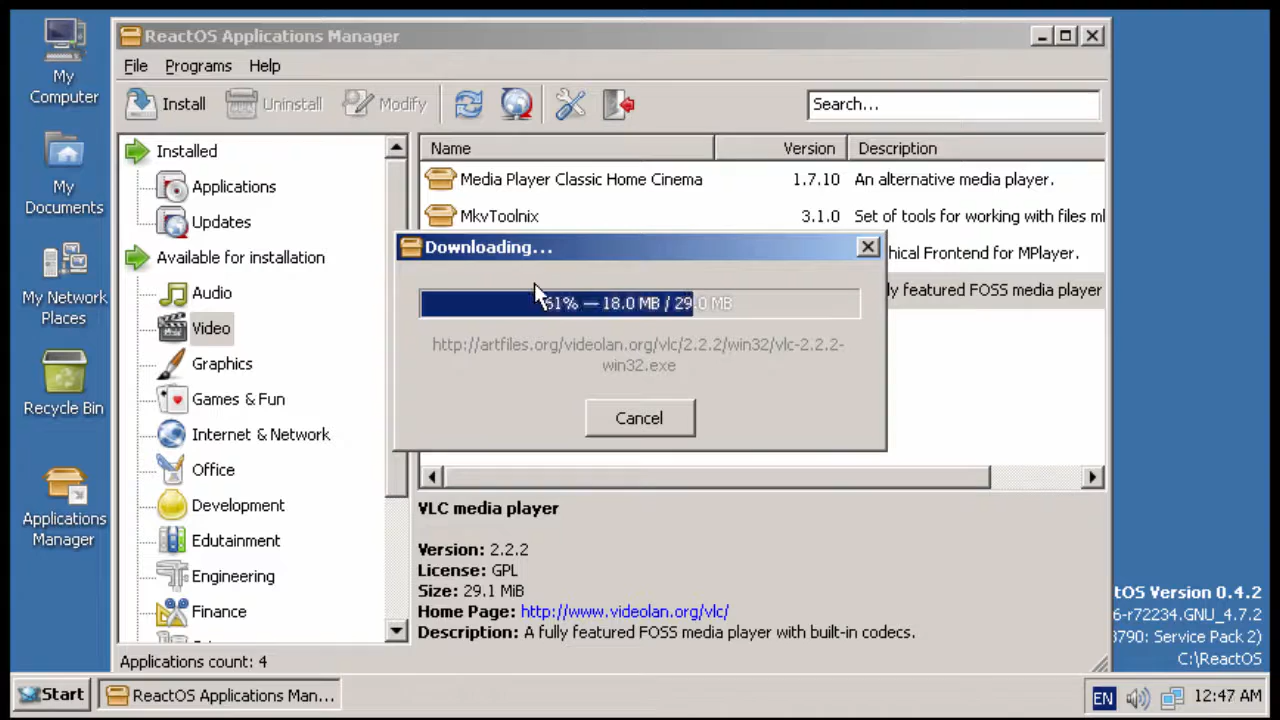 My Computer
My Documents
My Network Places
Recycle Bin
Applications Manager
ReactOS Applications Manager
File Programs Help
Install Uninstall Modify Search...
Installed
Applications
Updates
Available for installation
Audio
Video
Graphics
Games & Fun
Internet & Network
Office
Development
Edutainment
Engineering
Finance
Name Version Description
Media Player Classic Home Cinema 1.7.10 An alternative media player.
MkvToolnix 3.1.0 Set of tools for working with files
hical Frontend for MPlayer.
ly featured FOSS media player
Downloading...
61% — 18.0 MB / 29.0 MB
http://artfiles.org/videolan.org/vlc/2.2.2/win32/vlc-2.2.2-
win32.exe
Cancel
VLC media player
Version: 2.2.2
License: GPL
Size: 29.1 MiB
Home Page: http://www.videolan.org/vlc/
Description: A fully featured FOSS media player with built-in codecs.
Applications count: 4
tOS Version 0.4.2
6-r72234.GNU_4.7.2
3790: Service Pack 2)
C:\ReactOS
Start ReactOS Applications Man... EN 12:47 AM